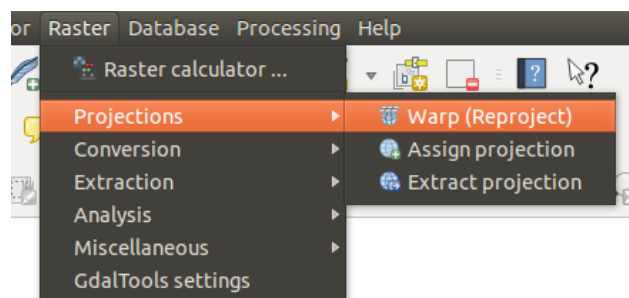 or Raster Database Processing Help
Raster calculator ...
Projections
Warp (Reproject)
Conversion
Assign projection
Extraction
Extract projection
Analysis
Miscellaneous
GdalTools settings